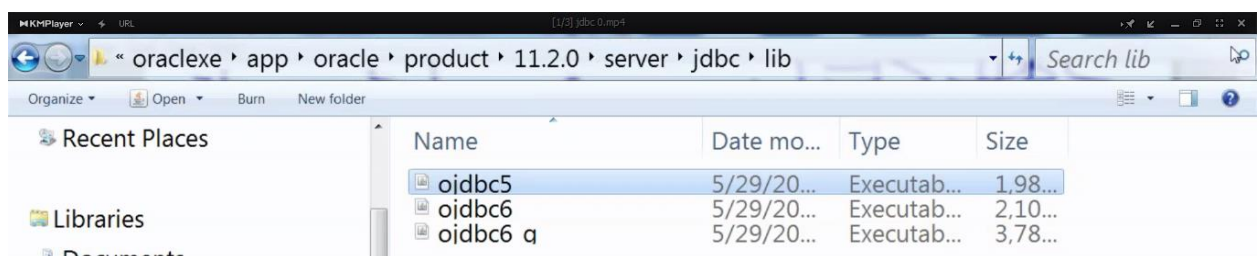 KMPlayer URL [1/3] jdbc 0.mp4
« oraclexe app oracle product 11.2.0 server jdbc lib Search lib
Organize Open Burn New folder
Recent Places
Name Date mo... Type Size
ojdbc5 5/29/20... Executab... 1,98...
Libraries
ojdbc6 5/29/20... Executab... 2,10...
ojdbc6_g 5/29/20... Executab... 3,78...
Documents